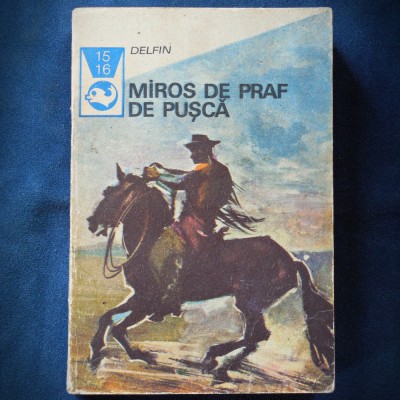 15
16
DELFIN
MIROS DE PRAF
DE PUȘCĂ